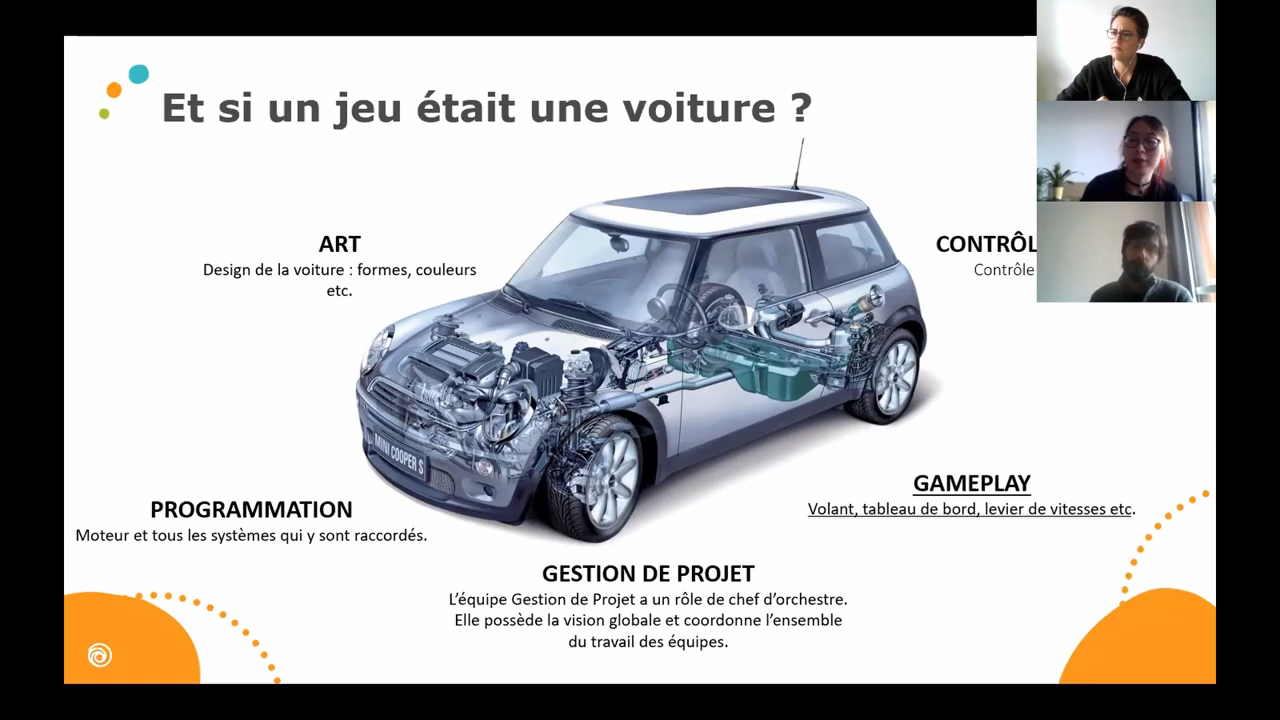 Et si un jeu était une voiture ?
ART
Design de la voiture : formes, couleurs
etc.
Contrôle
MINI COOPER S
GAMEPLAY
Volant, tableau de bord, levier de vitesses etc.
PROGRAMMATION
Moteur et tous les systèmes qui y sont raccordés.
GESTION DE PROJET
L’équipe Gestion de Projet a un rôle de chef d’orchestre.
Elle possède la vision globale et coordonne l’ensemble
du travail des équipes.